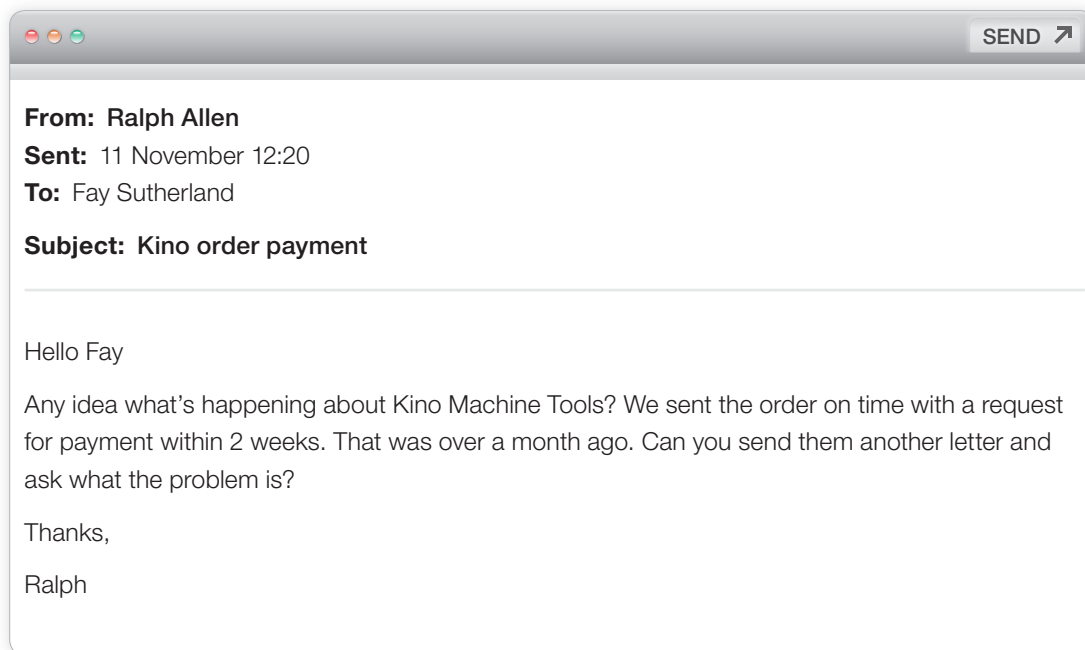 SEND
From: Ralph Allen
Sent: 11 November 12:20
To: Fay Sutherland
Subject: Kino order payment
Hello Fay
Any idea what’s happening about Kino Machine Tools? We sent the order on time with a request
for payment within 2 weeks. That was over a month ago. Can you send them another letter and
ask what the problem is?
Thanks,
Ralph